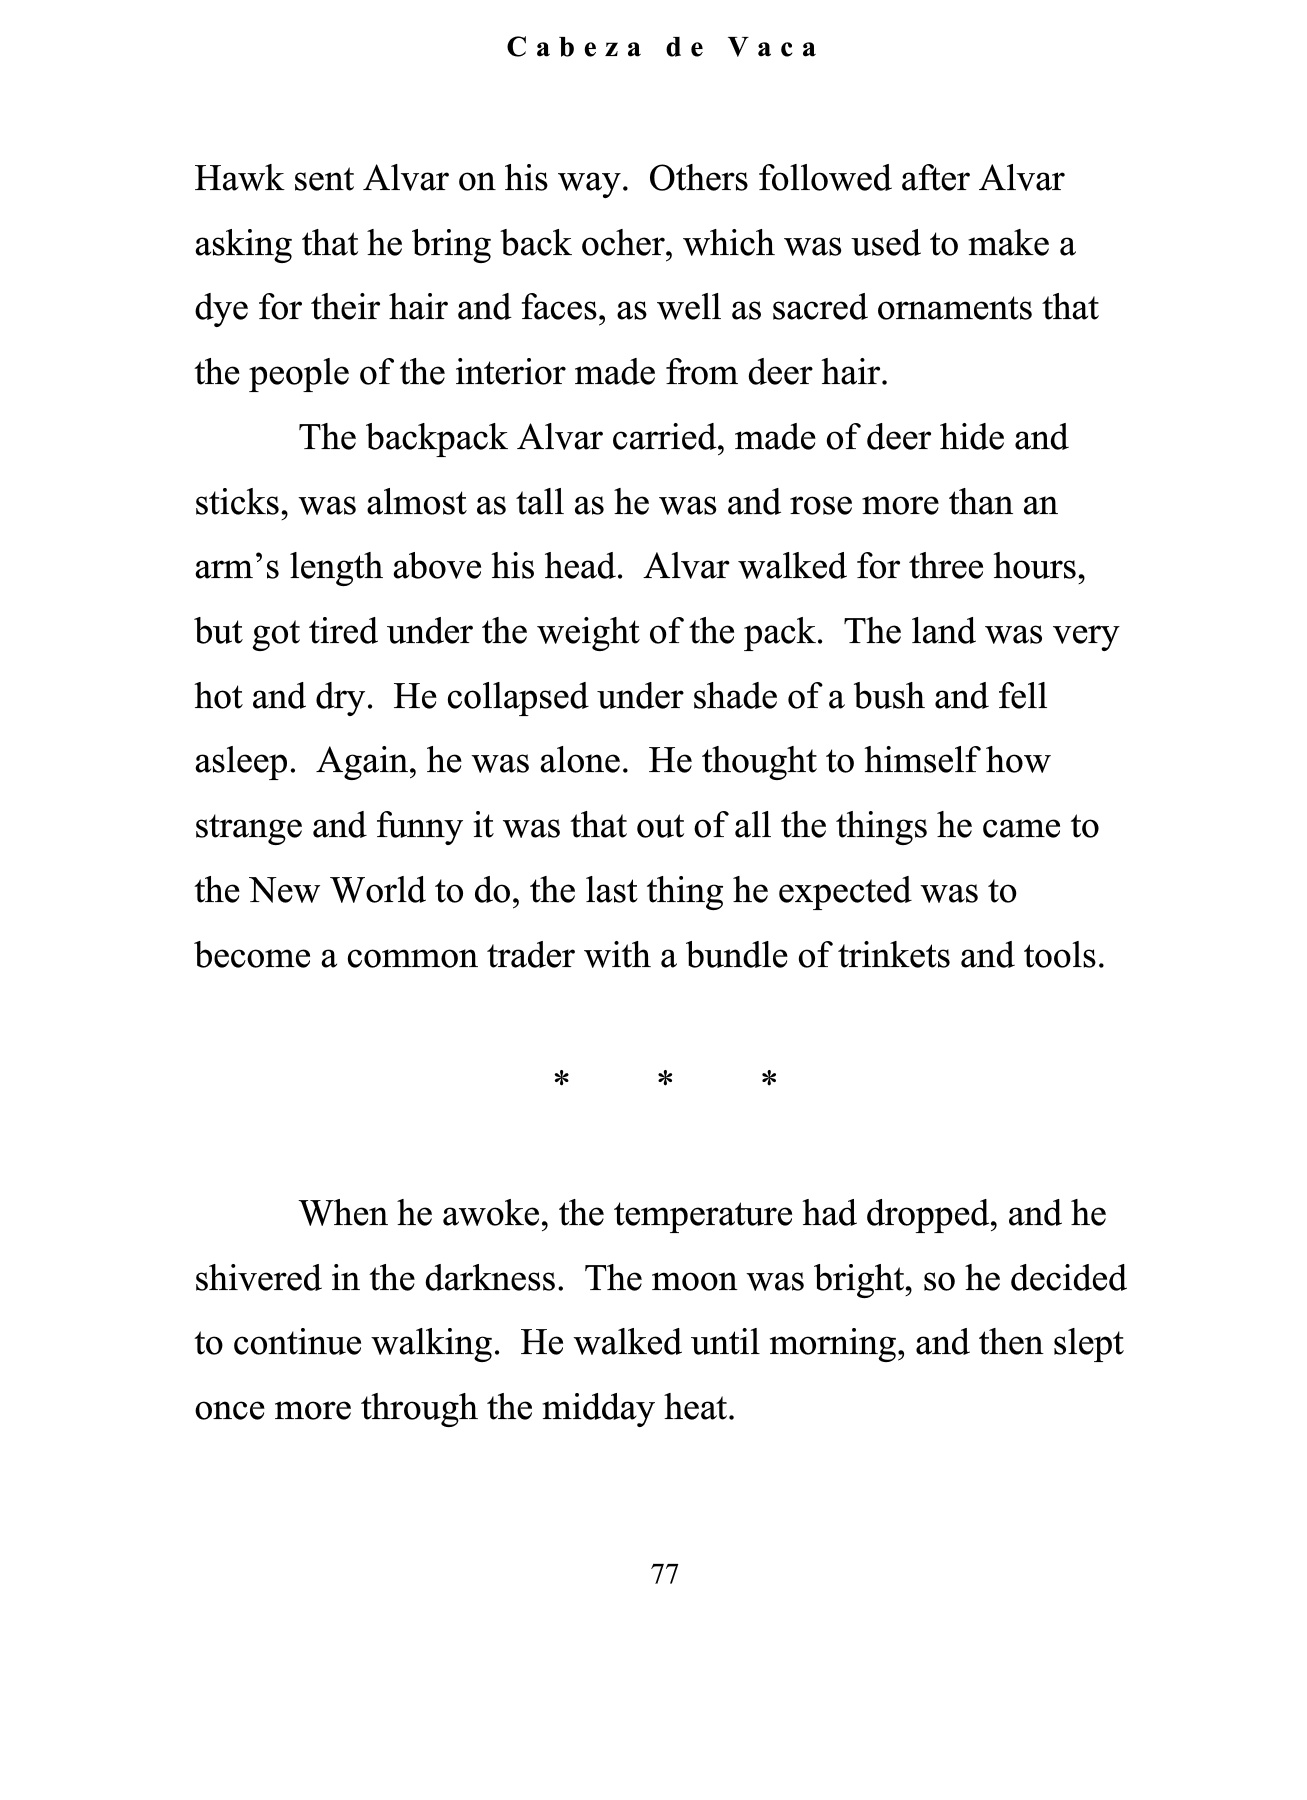 Cabeza de Vaca
Hawk sent Alvar on his way.  Others followed after Alvar
asking that he bring back ocher, which was used to make a
dye for their hair and faces, as well as sacred ornaments that
the people of the interior made from deer hair.
The backpack Alvar carried, made of deer hide and
sticks, was almost as tall as he was and rose more than an
arm’s length above his head.  Alvar walked for three hours,
but got tired under the weight of the pack.  The land was very
hot and dry.  He collapsed under shade of a bush and fell
asleep.  Again, he was alone.  He thought to himself how
strange and funny it was that out of all the things he came to
the New World to do, the last thing he expected was to
become a common trader with a bundle of trinkets and tools.
* * *
When he awoke, the temperature had dropped, and he
shivered in the darkness.  The moon was bright, so he decided
to continue walking.  He walked until morning, and then slept
once more through the midday heat.
77